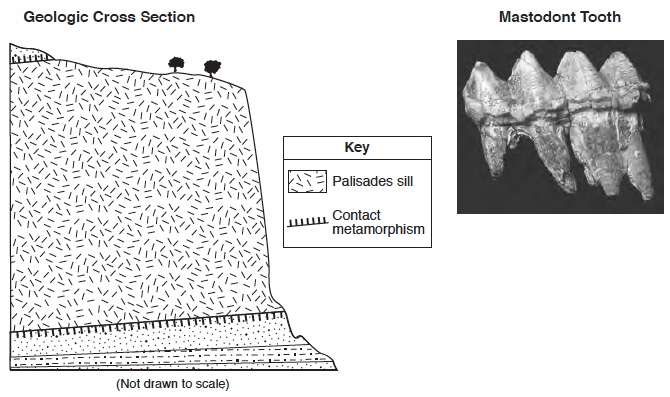 Geologic Cross Section
Mastodont Tooth
Key
Palisades sill
Contact
metamorphism
(Not drawn to scale)